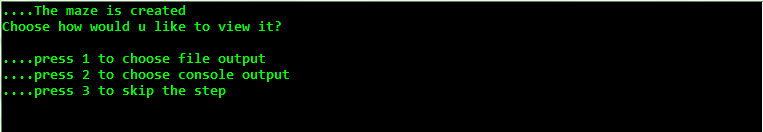 ....The maze is created
Choose how would u like to view it?
....press 1 to choose file output
....press 2 to choose console output
....press 3 to skip the step